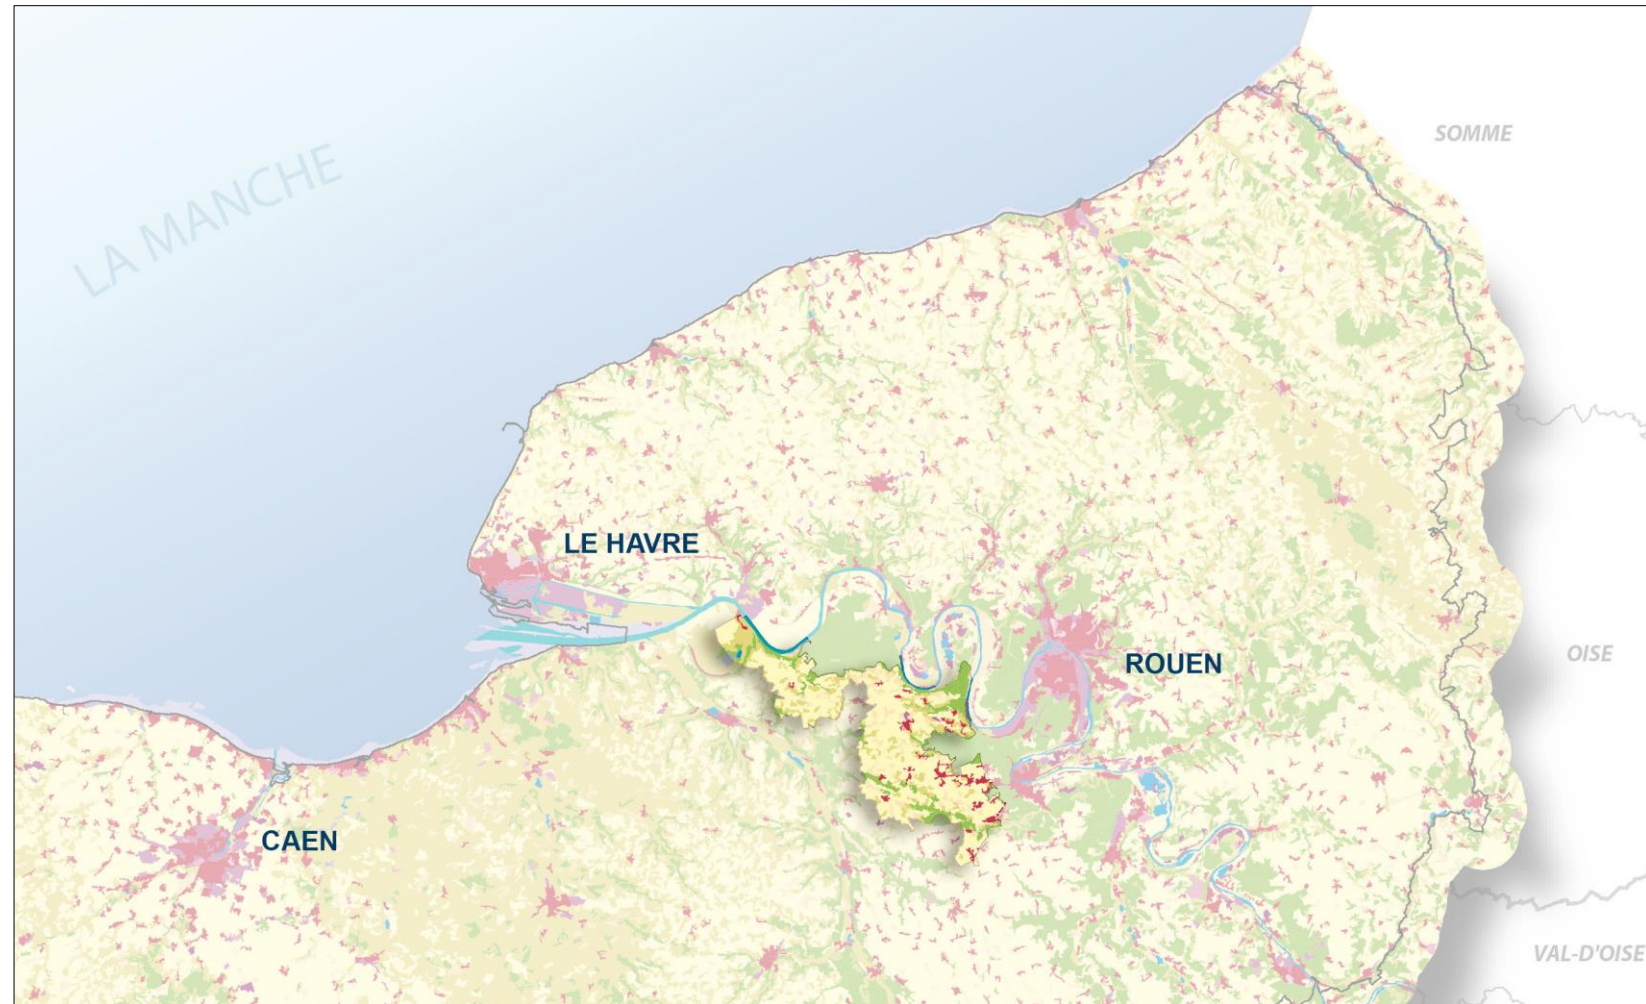 SOMME
LA MANCHE
LE HAVRE
ROUEN
OISE
CAEN
VAL-D'OISE